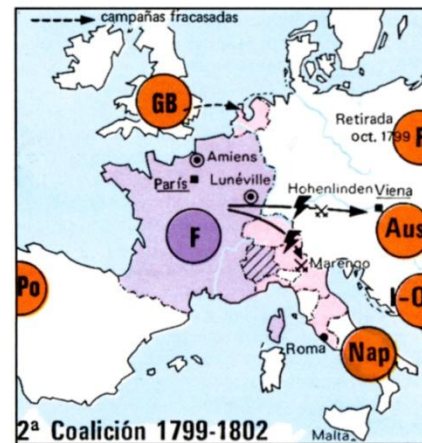 campañas fracasadas
GB
Retirada
oct. 1799
Amiens
París
Lunéville
Hohenlinden
Viena
F
Aus
Po
Marengo
I-O
Roma
Nap
Malta
2ª Coalición 1799-1802